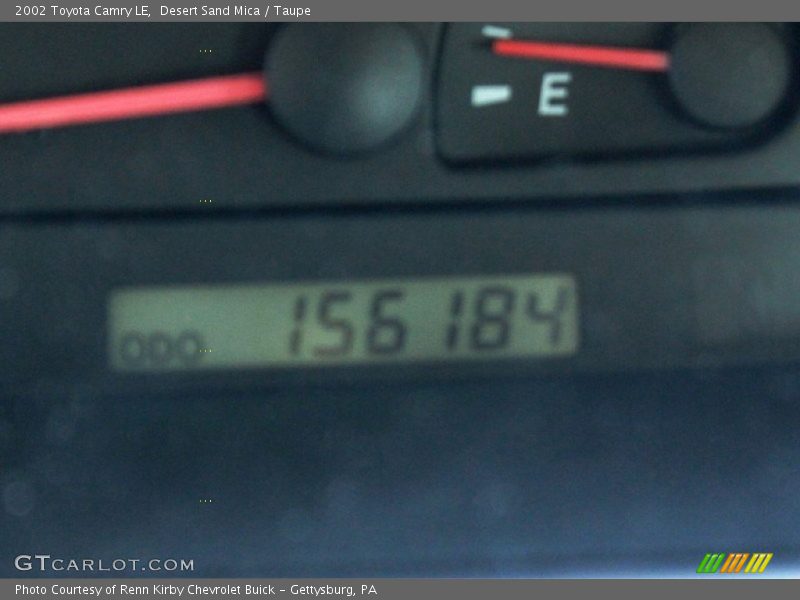 2002 Toyota Camry LE,  Desert Sand Mica / Taupe
E
ODO 156184
GTCARLOT.COM
Photo Courtesy of Renn Kirby Chevrolet Buick - Gettysburg, PA